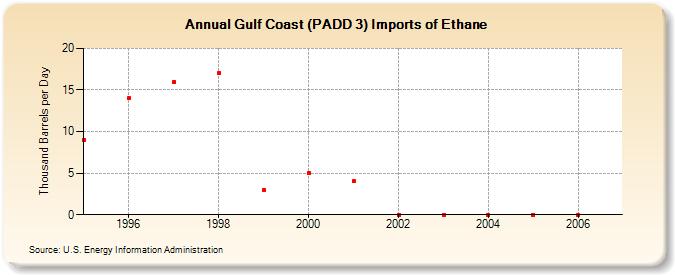 Annual Gulf Coast (PADD 3) Imports of Ethane
Thousand Barrels per Day
20
15
10
5
0
1996 1998 2000 2002 2004 2006
Source: U.S. Energy Information Administration